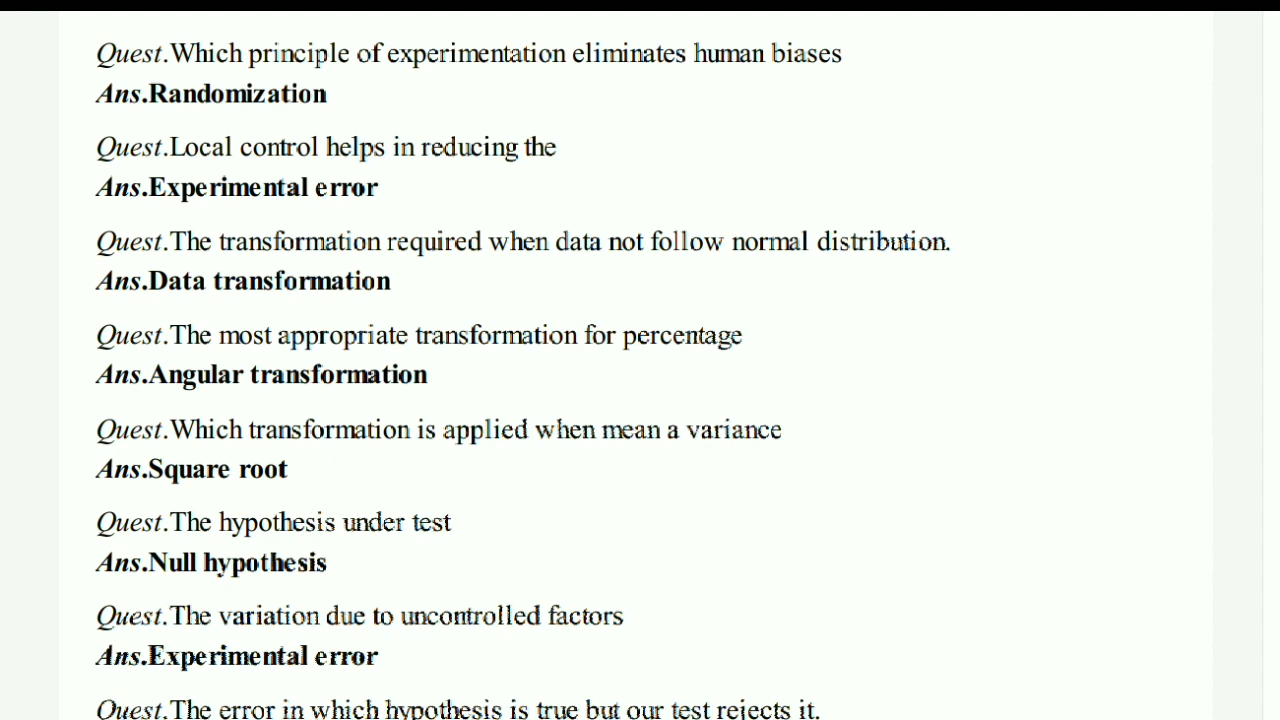 Quest.Which principle of experimentation eliminates human biases
Ans.Randomization
Quest.Local control helps in reducing the
Ans.Experimental error
Quest.The transformation required when data not follow normal distribution.
Ans.Data transformation
Quest.The most appropriate transformation for percentage
Ans.Angular transformation
Quest.Which transformation is applied when mean a variance
Ans.Square root
Quest.The hypothesis under test
Ans.Null hypothesis
Quest.The variation due to uncontrolled factors
Ans.Experimental error
Quest.The error in which hypothesis is true but our test rejects it.